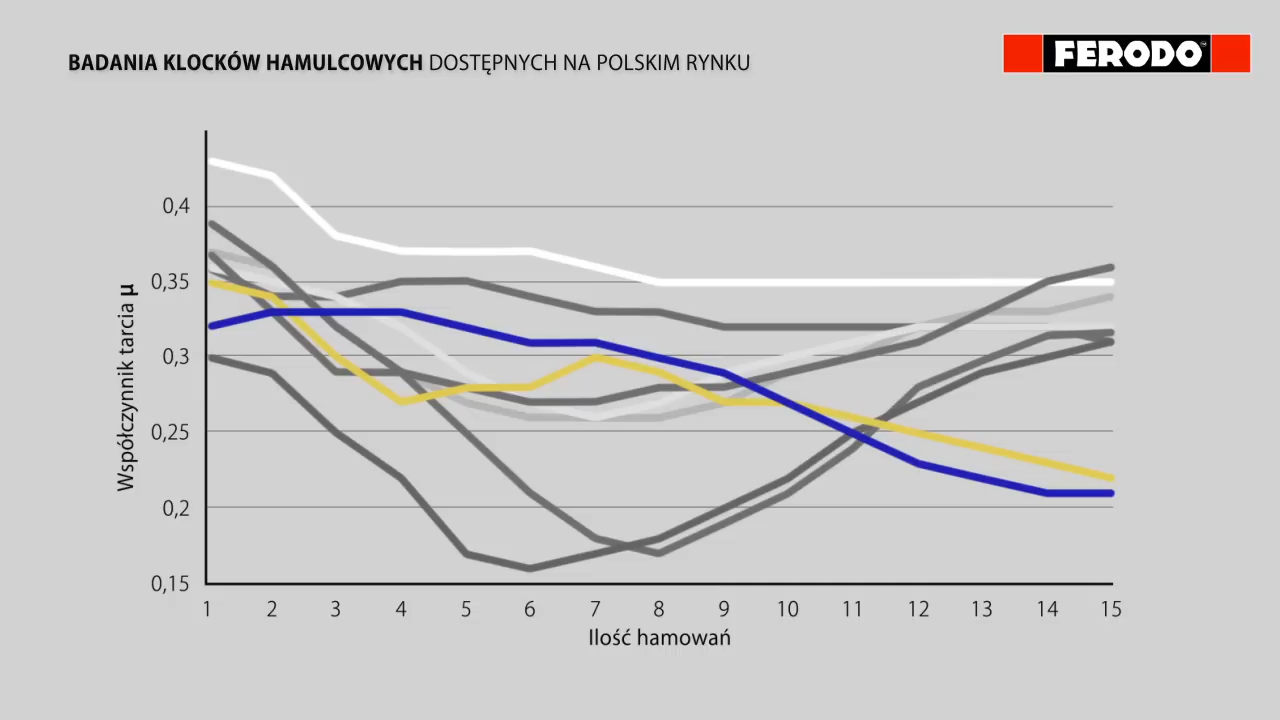 BADANIA KLOCKÓW HAMULCOWYCH DOSTĘPNYCH NA POLSKIM RYNKU
FERODO
Współczynnik tarcia µ
0,4
0,35
0,3
0,25
0,2
0,15
1 2 3 4 5 6 7 8 9 10 11 12 13 14 15
Ilość hamowań